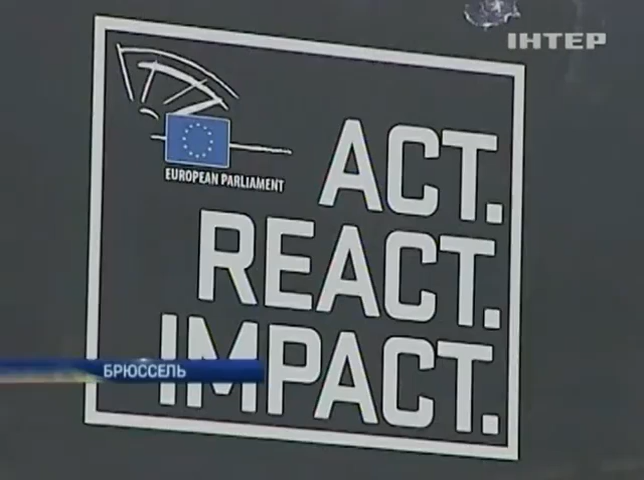 ІНТЕР
EUROPEAN PARLIAMENT
ACT.
REACT.
IMPACT.
БРЮССЕЛЬ